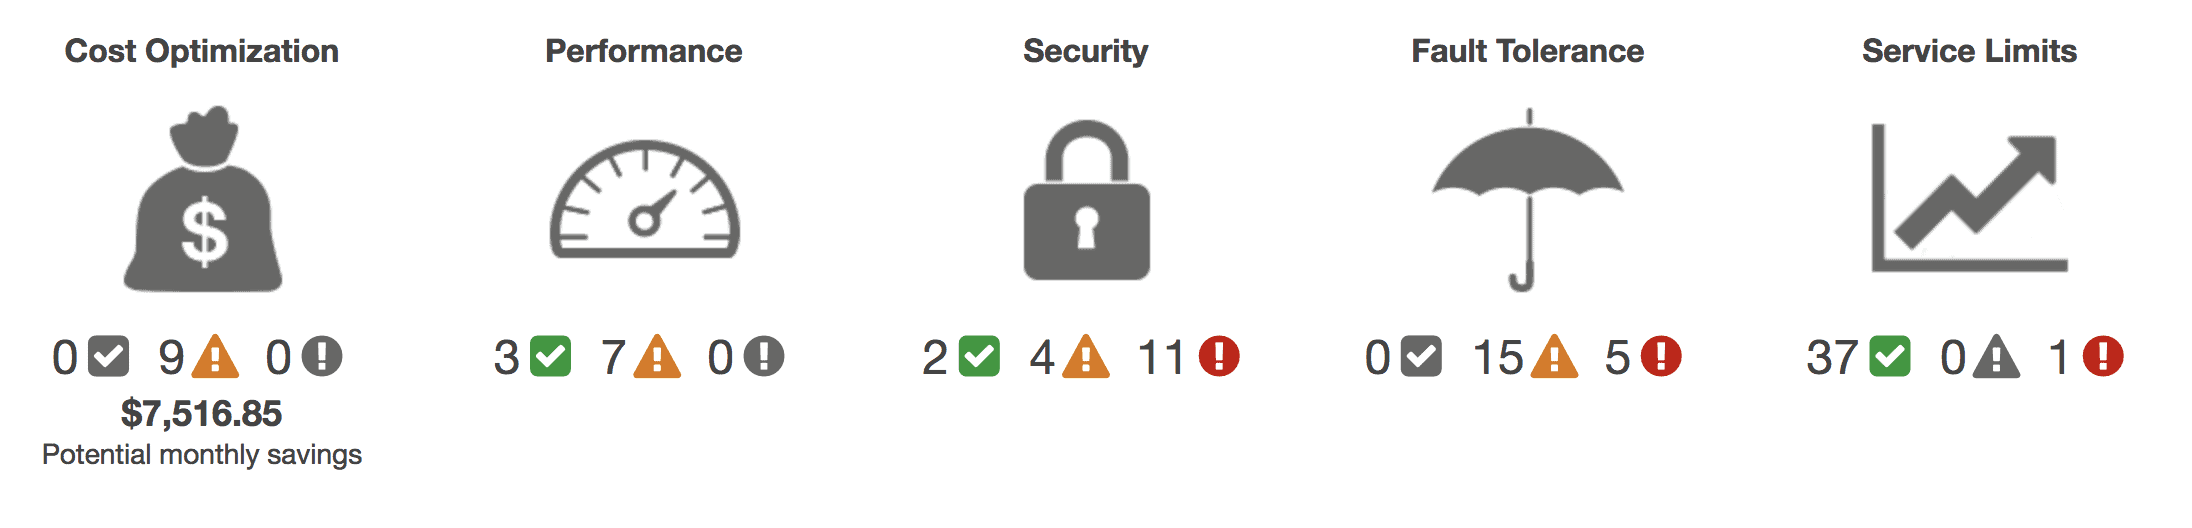 Cost Optimization
$
0 9 0
$7,516.85
Potential monthly savings
Performance
3 7 0
Security
2 4 11
Fault Tolerance
0 15 5
Service Limits
37 0 1